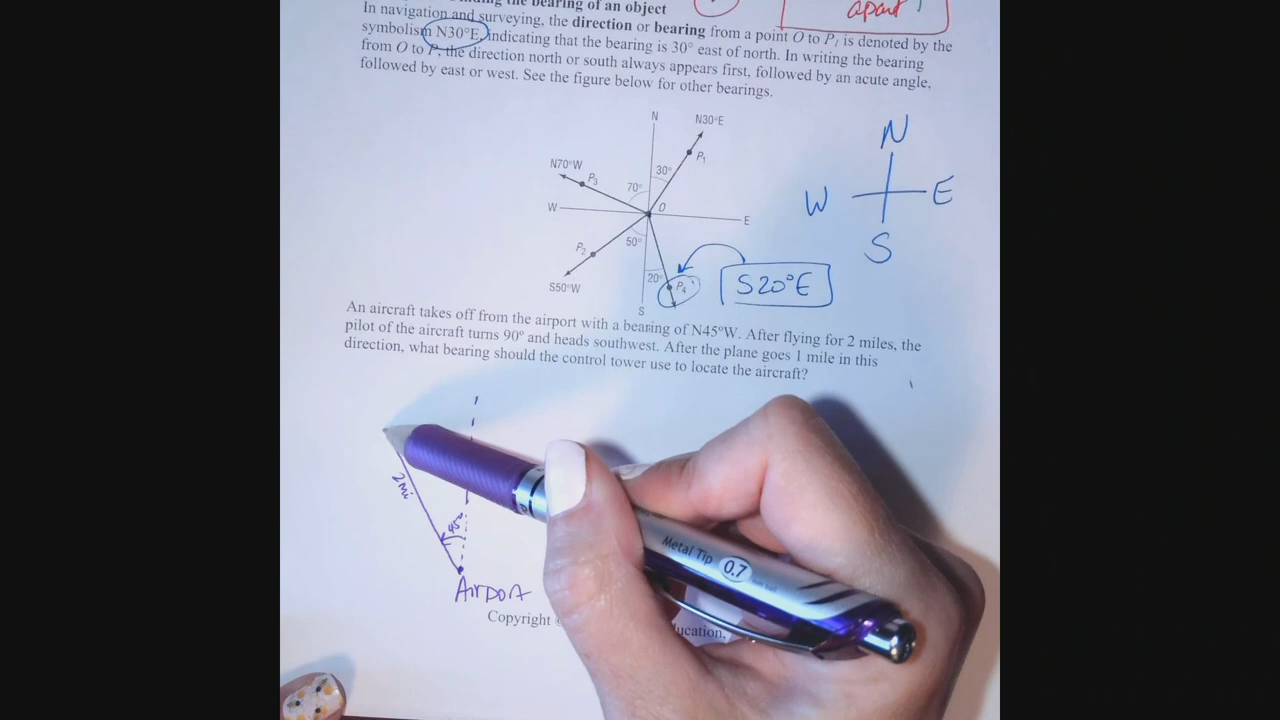 the bearing of an object
apart
In navigation and surveying, the direction or bearing from a point O to P₁ is denoted by the
symbolism N30°E, indicating that the bearing is 30° east of north. In writing the bearing
from O to P, the direction north or south always appears first, followed by an acute angle,
followed by east or west. See the figure below for other bearings.
N
N30°E
P₁
N70°W
P₃
30°
70°
W
O
E
P₂
50°
20°
P₄
S50°W
S
N
W
E
S
S20°E
An aircraft takes off from the airport with a bearing of N45°W. After flying for 2 miles, the
pilot of the aircraft turns 90° and heads southwest. After the plane goes 1 mile in this
direction, what bearing should the control tower use to locate the aircraft?
2mi
45°
Airport
Copyright
ucation,
Metal Tip 0.7